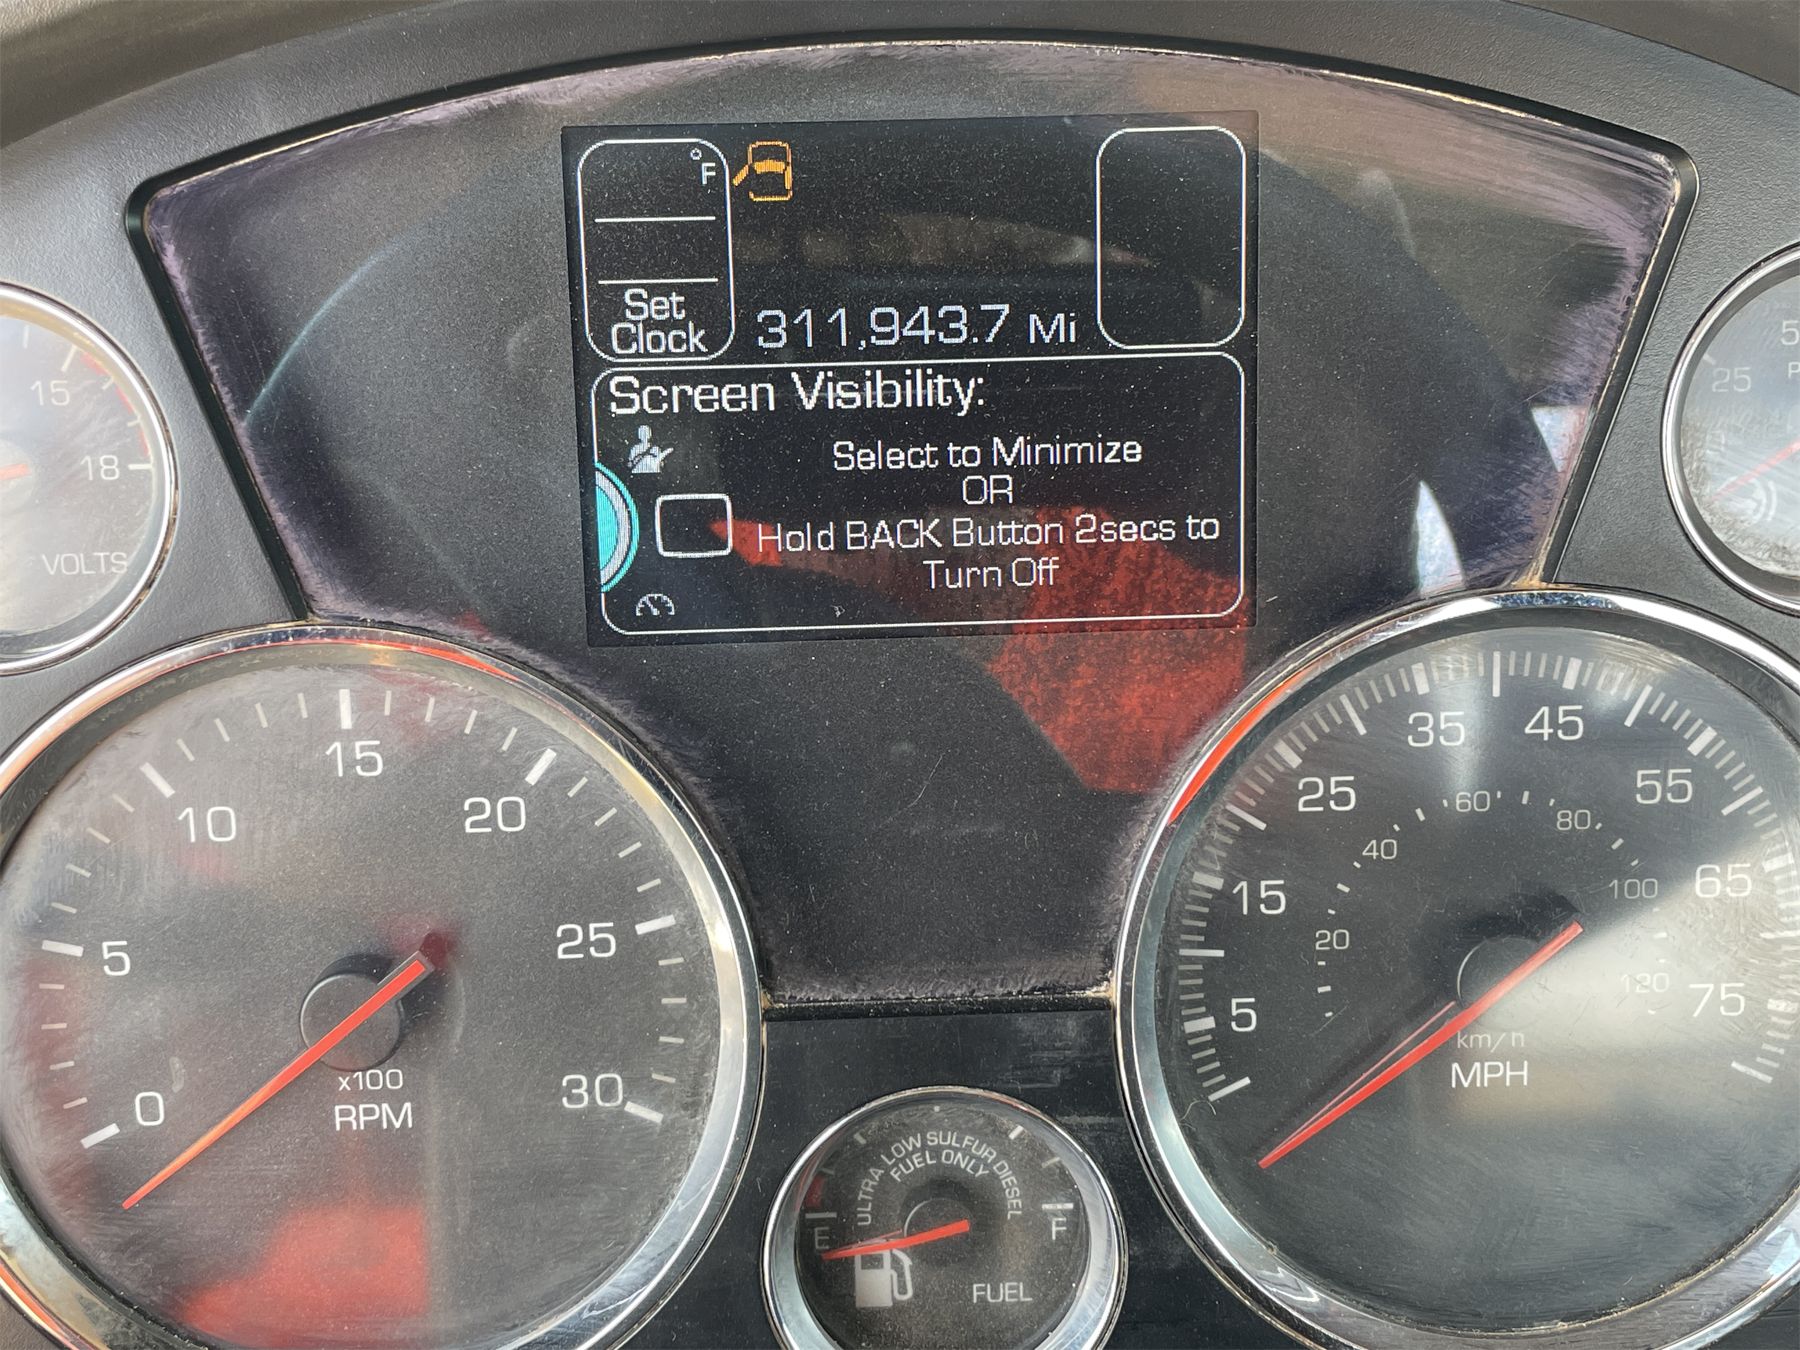 °F
Set
Clock
311,943.7 Mi
Screen Visibility:
Select to Minimize
OR
Hold BACK Button 2secs to
Turn Off
15
18
VOLTS
25
0
5
10
15
20
25
30
x100
RPM
5
15
25
35
45
55
65
75
20
40
60
80
100
120
km/h
MPH
ULTRA LOW SULFUR DIESEL
FUEL ONLY
E
F
FUEL